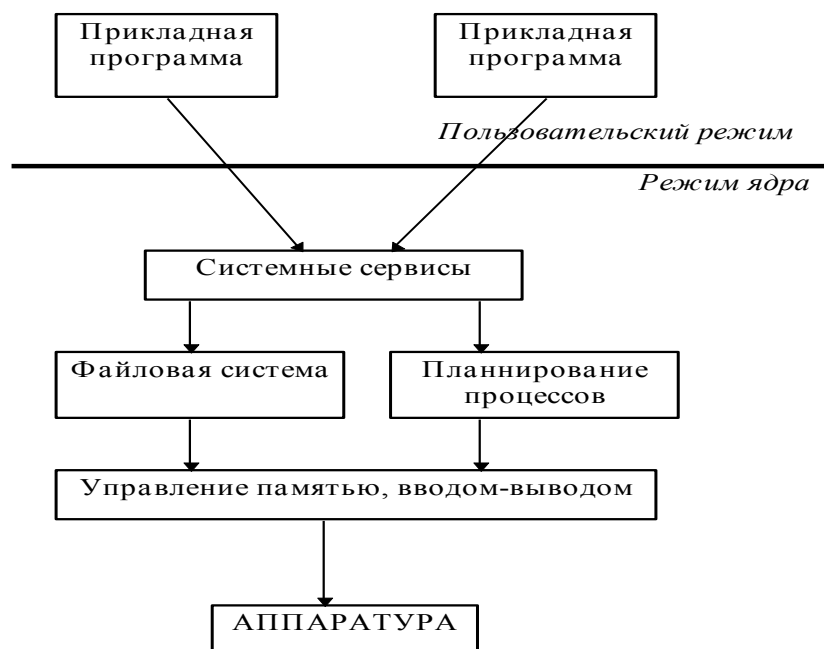 Прикладная
программа
Прикладная
программа
Пользовательский режим
Режим ядра
Системные сервисы
Файловая система
Планнирование
процессов
Управление памятью, вводом-выводом
АППАРАТУРА